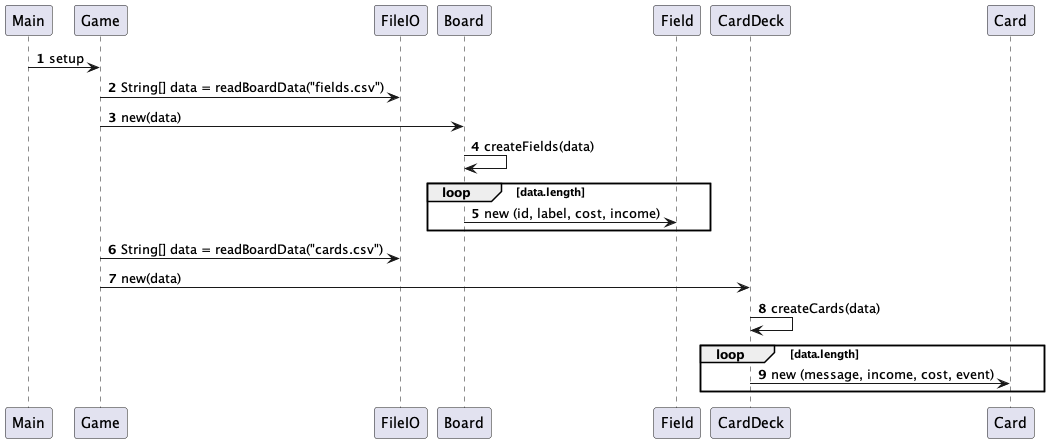 Main Game FileIO Board Field CardDeck Card
1 setup
2 String[] data = readBoardData("fields.csv")
3 new(data)
4 createFields(data)
loop [data.length]
5 new (id, label, cost, income)
6 String[] data = readBoardData("cards.csv")
7 new(data)
8 createCards(data)
loop [data.length]
9 new (message, income, cost, event)
Main Game FileIO Board Field CardDeck Card